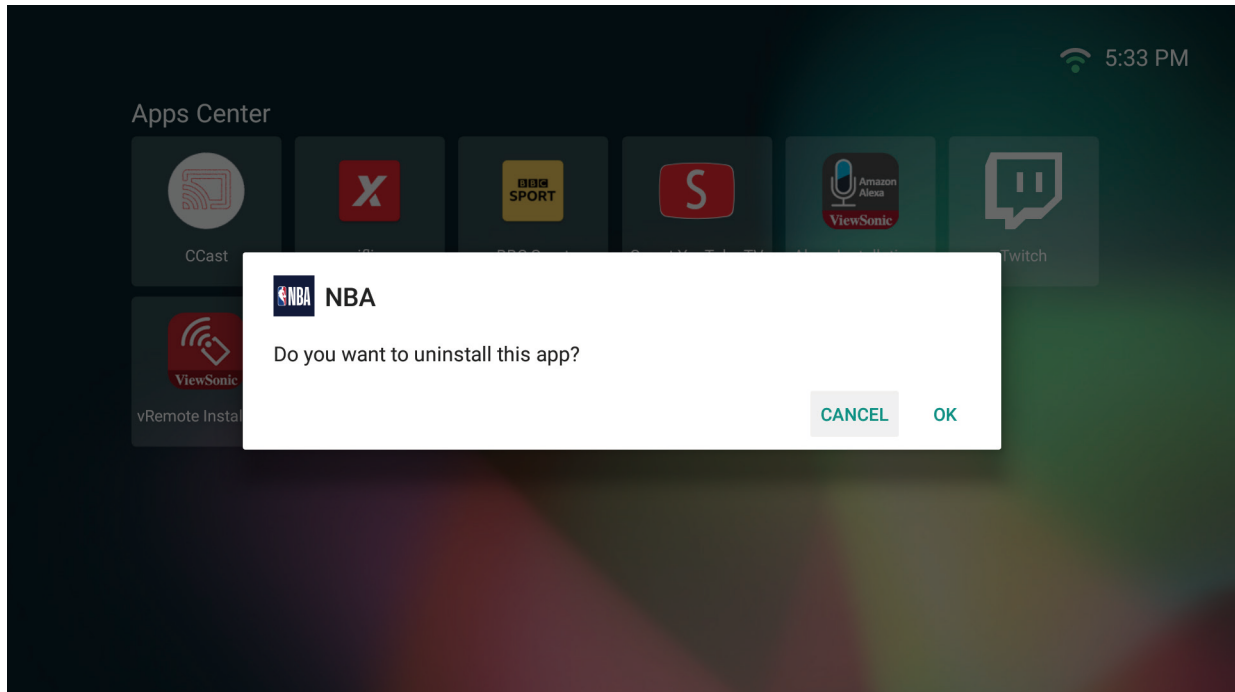 5:33 PM
Apps Center
BBC
SPORT
S
Amazon
Alexa
ViewSonic
CCast
Twitch
NBA NBA
ViewSonic
Do you want to uninstall this app?
vRemote Instal
CANCEL OK